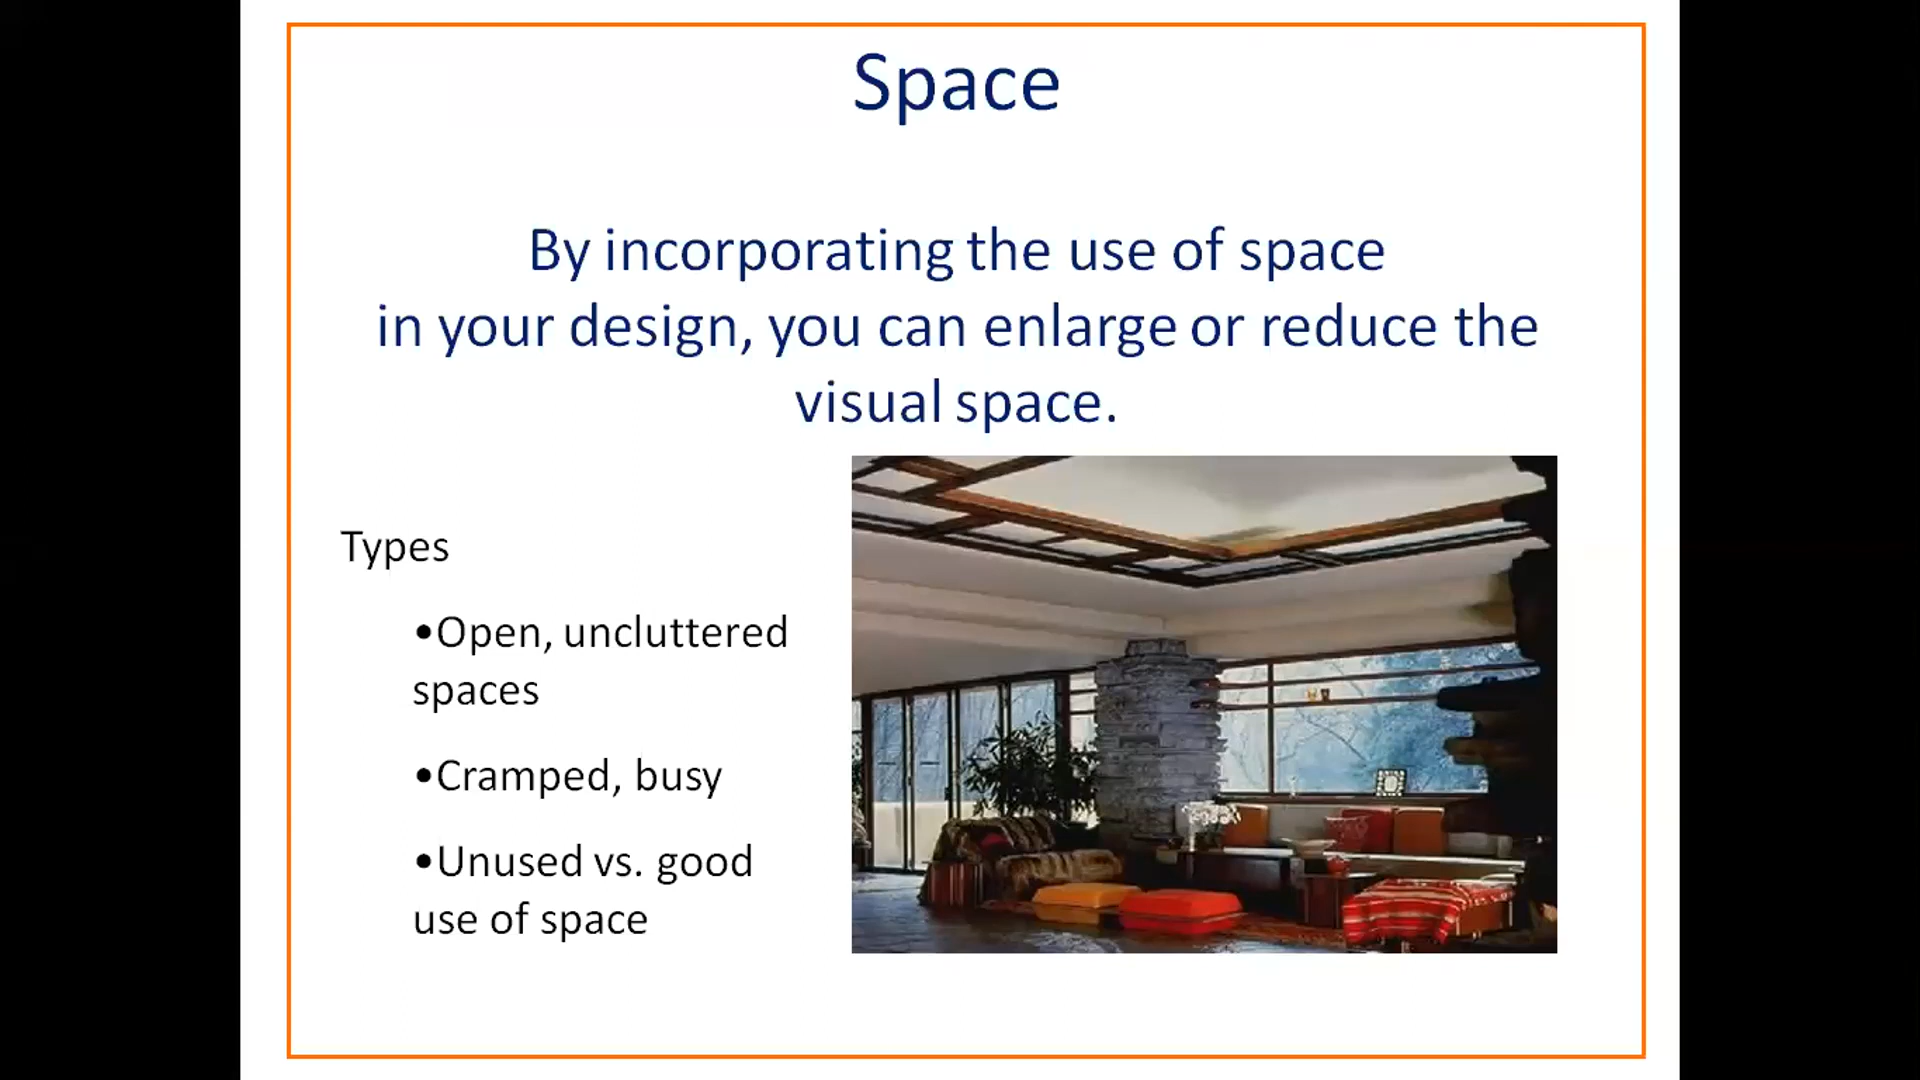 Space
By incorporating the use of space
in your design, you can enlarge or reduce the
visual space.
Types
•Open, uncluttered
spaces
•Cramped, busy
•Unused vs. good
use of space